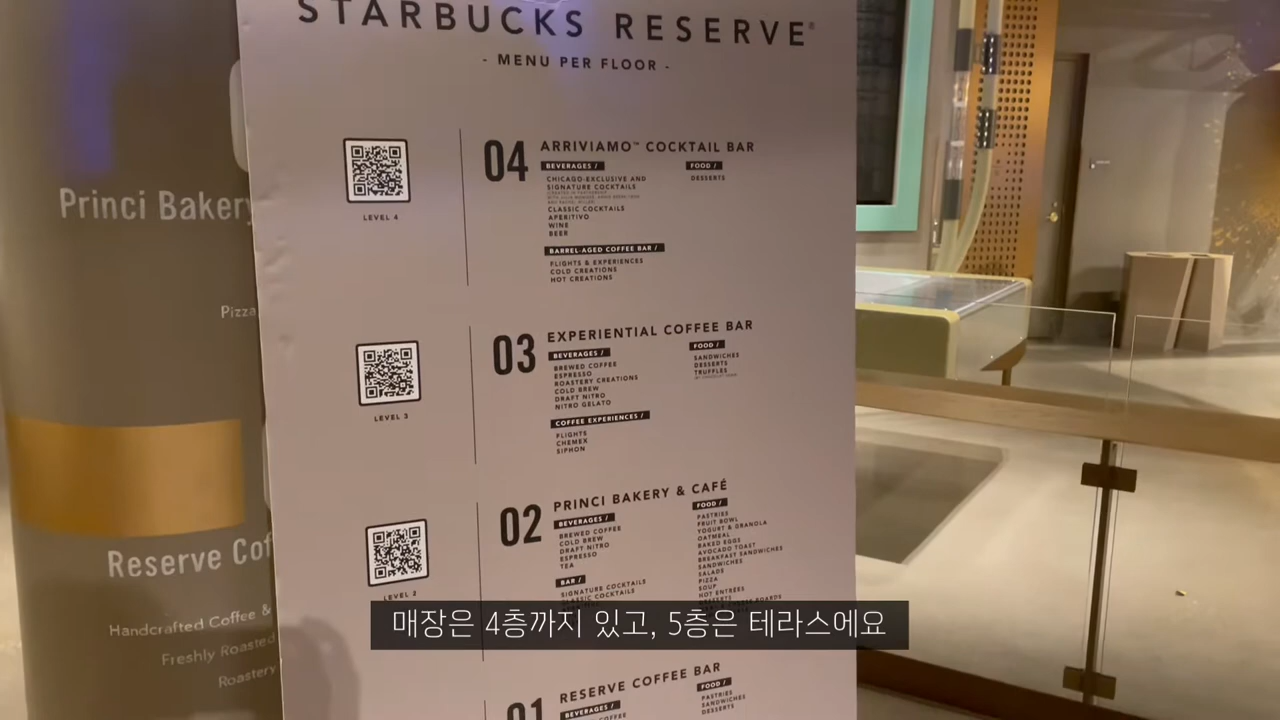 STARBUCKS RESERVE®
- MENU PER FLOOR -
LEVEL 4
04
ARRIVIAMO™ COCKTAIL BAR
BEVERAGES /
CHICAGO-EXCLUSIVE AND
SIGNATURE COCKTAILS
CLASSIC COCKTAILS
APERITIVO
WINE
BEER
FOOD /
DESSERTS
BARREL-AGED COFFEE BAR /
FLIGHTS & EXPERIENCES
COLD CREATIONS
HOT CREATIONS
LEVEL 3
03
EXPERIENTIAL COFFEE BAR
BEVERAGES /
BREWED COFFEE
ESPRESSO
ROASTERY CREATIONS
COLD BREW
DRAFT NITRO
NITRO GELATO
FOOD /
SANDWICHES
DESSERTS
TRUFFLES
COFFEE EXPERIENCES /
FLIGHTS
CHEMEX
SIPHON
LEVEL 2
02
PRINCI BAKERY & CAFÉ
BEVERAGES /
BREWED COFFEE
COLD BREW
DRAFT NITRO
ESPRESSO
TEA
BAR /
SIGNATURE COCKTAILS
CLASSIC COCKTAILS
FOOD /
PASTRIES
FRUIT BOWL
YOGURT & GRANOLA
OATMEAL
BAKED EGGS
AVOCADO TOAST
BREAKFAST SANDWICHES
SANDWICHES
SALADS
PIZZA
SOUP
HOT ENTRÉES
DESSERTS
01
RESERVE COFFEE BAR
BEVERAGES /
FOOD /
PASTRIES
SANDWICHES
DESSERTS
Princi Bakery
Pizza
Reserve Cof
Handcrafted Coffee &
Freshly Roasted
Roastery
매장은 4층까지 있고, 5층은 테라스에요